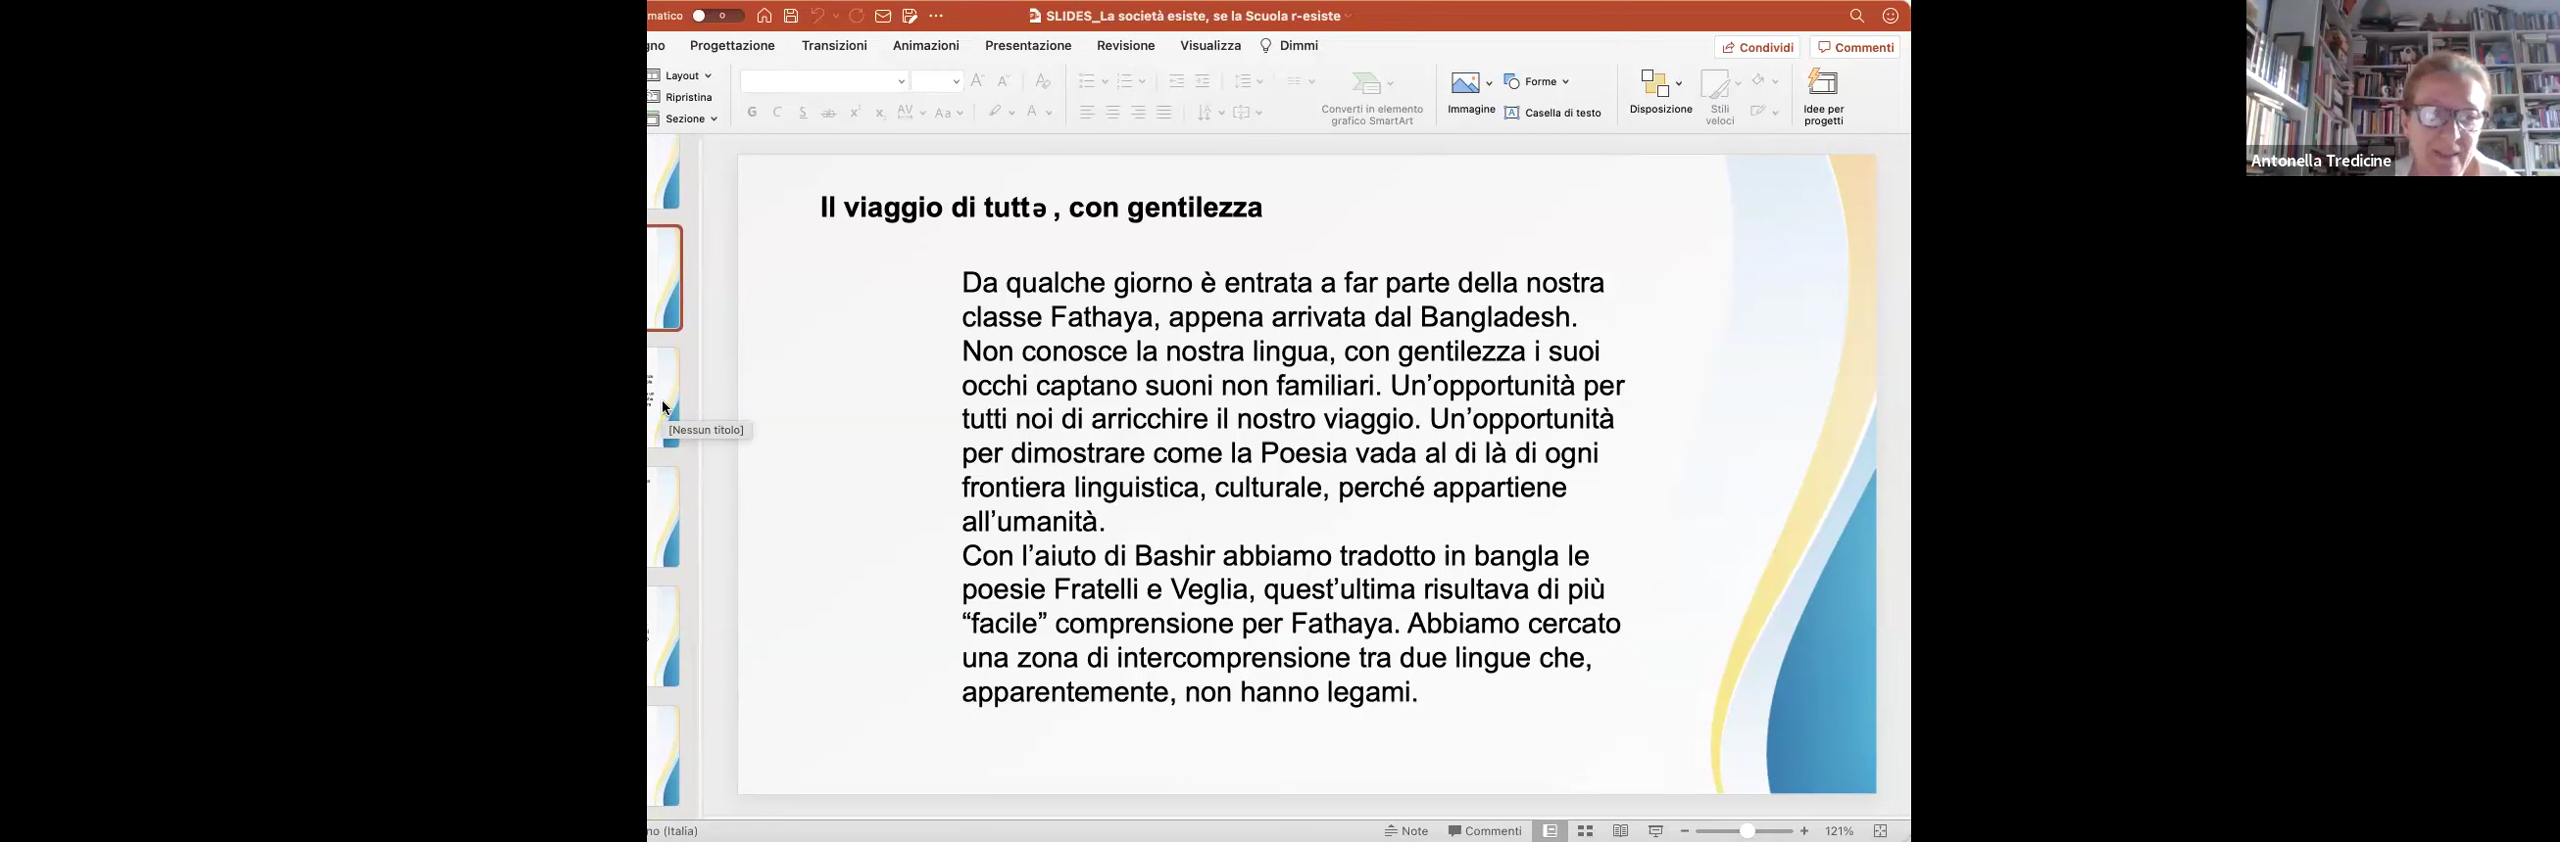 matico
SLIDES_La società esiste, se la Scuola r-esiste
gno Progettazione Transizioni Animazioni Presentazione Revisione Visualizza Dimmi Condividi Commenti
Layout
Ripristina
Sezione
Converti in elemento
grafico SmartArt
Immagine
Forme
Casella di testo
Disposizione
Stili
veloci
Idee per
progetti
Antonella Tredicine
Il viaggio di tuttə , con gentilezza
Da qualche giorno è entrata a far parte della nostra
classe Fathaya, appena arrivata dal Bangladesh.
Non conosce la nostra lingua, con gentilezza i suoi
occhi captano suoni non familiari. Un’opportunità per
tutti noi di arricchire il nostro viaggio. Un’opportunità
per dimostrare come la Poesia vada al di là di ogni
frontiera linguistica, culturale, perché appartiene
all’umanità.
Con l’aiuto di Bashir abbiamo tradotto in bangla le
poesie Fratelli e Veglia, quest’ultima risultava di più
“facile” comprensione per Fathaya. Abbiamo cercato
una zona di intercomprensione tra due lingue che,
apparentemente, non hanno legami.
[Nessun titolo]
no (Italia) Note Commenti 121%